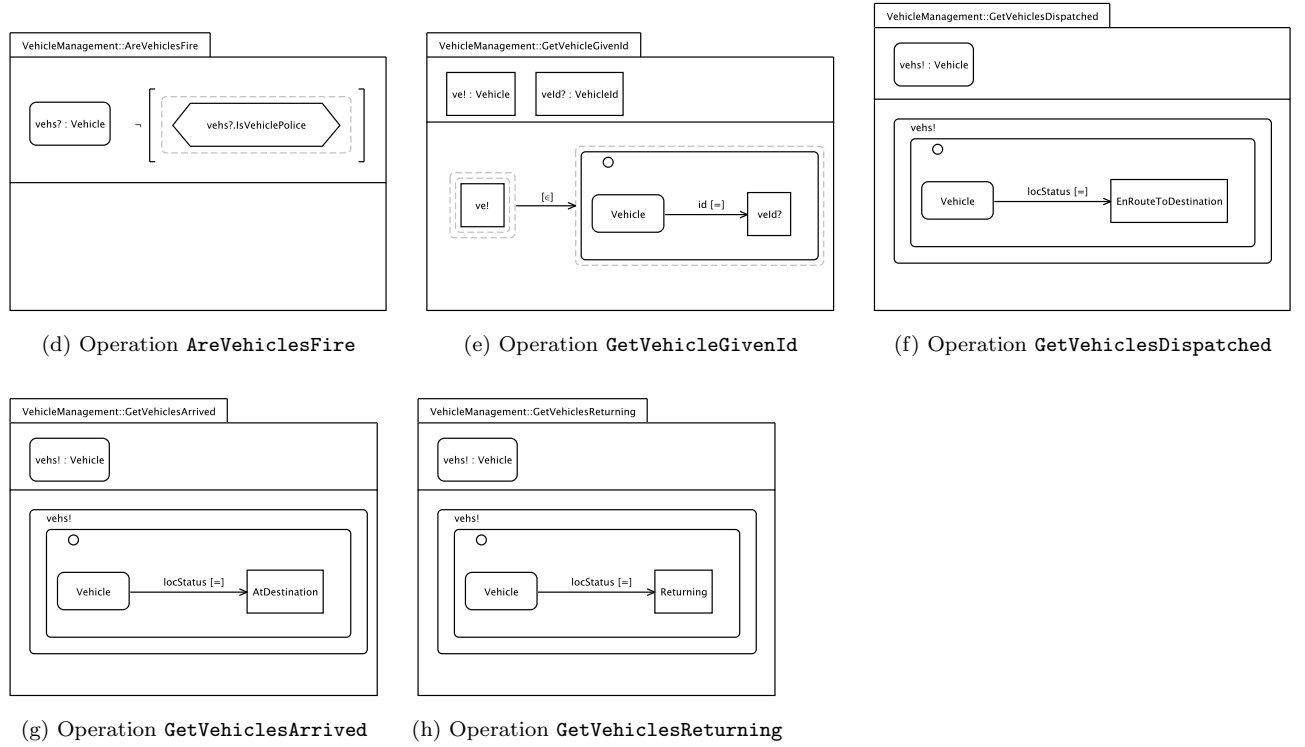 VehicleManagement::AreVehiclesFire
vehs? : Vehicle
¬
vehs?.IsVehiclePolice
(d) Operation AreVehiclesFire
VehicleManagement::GetVehicleGivenId
ve! : Vehicle
veId? : VehicleId
ve!
[∈]
Vehicle
id [=]
veId?
(e) Operation GetVehicleGivenId
VehicleManagement::GetVehiclesDispatched
vehs! : Vehicle
vehs!
Vehicle
locStatus [=]
EnRouteToDestination
(f) Operation GetVehiclesDispatched
VehicleManagement::GetVehiclesArrived
vehs! : Vehicle
vehs!
Vehicle
locStatus [=]
AtDestination
(g) Operation GetVehiclesArrived
VehicleManagement::GetVehiclesReturning
vehs! : Vehicle
vehs!
Vehicle
locStatus [=]
Returning
(h) Operation GetVehiclesReturning